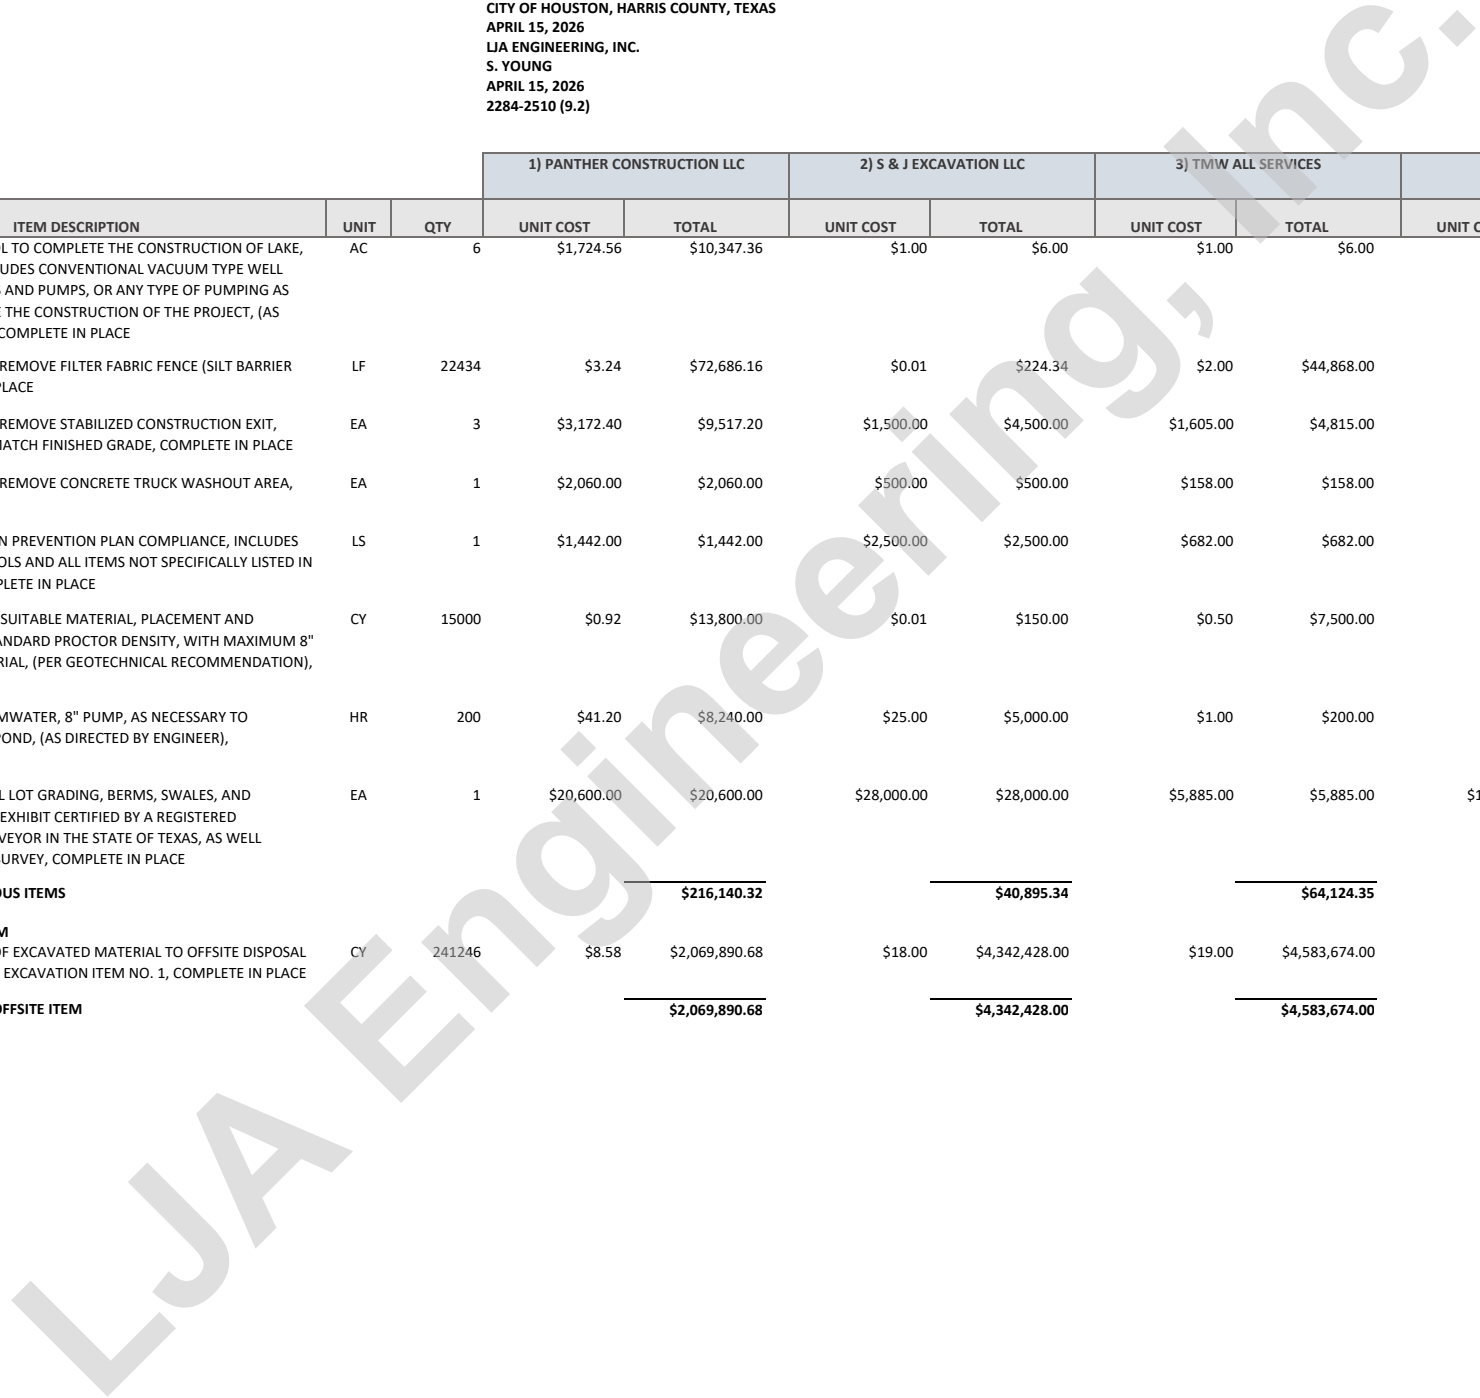 CITY OF HOUSTON, HARRIS COUNTY, TEXAS
APRIL 15, 2026
LJA ENGINEERING, INC.
S. YOUNG
APRIL 15, 2026
2284-2510 (9.2)
1) PANTHER CONSTRUCTION LLC 2) S & J EXCAVATION LLC 3) TMW ALL SERVICES
ITEM DESCRIPTION UNIT QTY UNIT COST TOTAL UNIT COST TOTAL UNIT COST TOTAL UNIT C
OL TO COMPLETE THE CONSTRUCTION OF LAKE, AC 6 $1,724.56 $10,347.36 $1.00 $6.00 $1.00 $6.00
UDES CONVENTIONAL VACUUM TYPE WELL
S AND PUMPS, OR ANY TYPE OF PUMPING AS
E THE CONSTRUCTION OF THE PROJECT, (AS
COMPLETE IN PLACE
REMOVE FILTER FABRIC FENCE (SILT BARRIER LF 22434 $3.24 $72,686.16 $0.01 $224.34 $2.00 $44,868.00
PLACE
REMOVE STABILIZED CONSTRUCTION EXIT, EA 3 $3,172.40 $9,517.20 $1,500.00 $4,500.00 $1,605.00 $4,815.00
MATCH FINISHED GRADE, COMPLETE IN PLACE
REMOVE CONCRETE TRUCK WASHOUT AREA, EA 1 $2,060.00 $2,060.00 $500.00 $500.00 $158.00 $158.00
N PREVENTION PLAN COMPLIANCE, INCLUDES LS 1 $1,442.00 $1,442.00 $2,500.00 $2,500.00 $682.00 $682.00
OLS AND ALL ITEMS NOT SPECIFICALLY LISTED IN
PLETE IN PLACE
SUITABLE MATERIAL, PLACEMENT AND CY 15000 $0.92 $13,800.00 $0.01 $150.00 $0.50 $7,500.00
ANDARD PROCTOR DENSITY, WITH MAXIMUM 8"
RIAL, (PER GEOTECHNICAL RECOMMENDATION),
MWATER, 8" PUMP, AS NECESSARY TO HR 200 $41.20 $8,240.00 $25.00 $5,000.00 $1.00 $200.00
POND, (AS DIRECTED BY ENGINEER),
L LOT GRADING, BERMS, SWALES, AND EA 1 $20,600.00 $20,600.00 $28,000.00 $28,000.00 $5,885.00 $5,885.00 $1
EXHIBIT CERTIFIED BY A REGISTERED
VEYOR IN THE STATE OF TEXAS, AS WELL
SURVEY, COMPLETE IN PLACE
OUS ITEMS $216,140.32 $40,895.34 $64,124.35
M
OF EXCAVATED MATERIAL TO OFFSITE DISPOSAL CY 241246 $8.58 $2,069,890.68 $18.00 $4,342,428.00 $19.00 $4,583,674.00
EXCAVATION ITEM NO. 1, COMPLETE IN PLACE
OFFSITE ITEM $2,069,890.68 $4,342,428.00 $4,583,674.00
LJA Engineering, Inc.